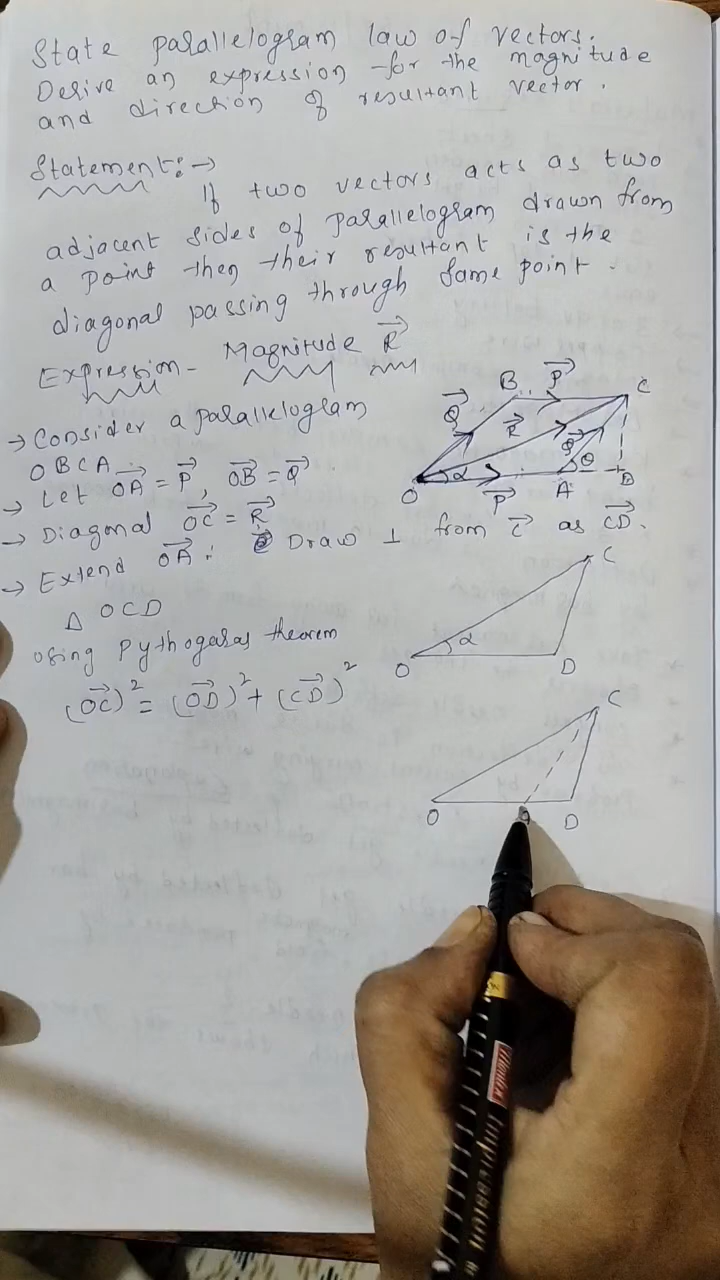 State parallelogram law of vectors.
Derive an expression for the magnitude
and direction of resultant vector.
Statement:→
If two vectors acts as two
adjacent sides of parallelogram drawn from
a point then their resultant is the
diagonal passing through same point.
Expression - Magnitude R⃗
→ Consider a parallelogram
OBCA.
→ Let OA⃗ = P⃗, OB⃗ = Q⃗
→ Diagonal OC⃗ = R⃗
→ Extend OA⃗. Draw ⊥ from C⃗ as CD⃗.
B P⃗ C
Q⃗ R⃗ Q⃗
O α P⃗ A θ D
Δ OCD
Using Pythogaras theorem
(OC⃗)² = (OD⃗)² + (CD⃗)²
C
α
O D
C
O A D